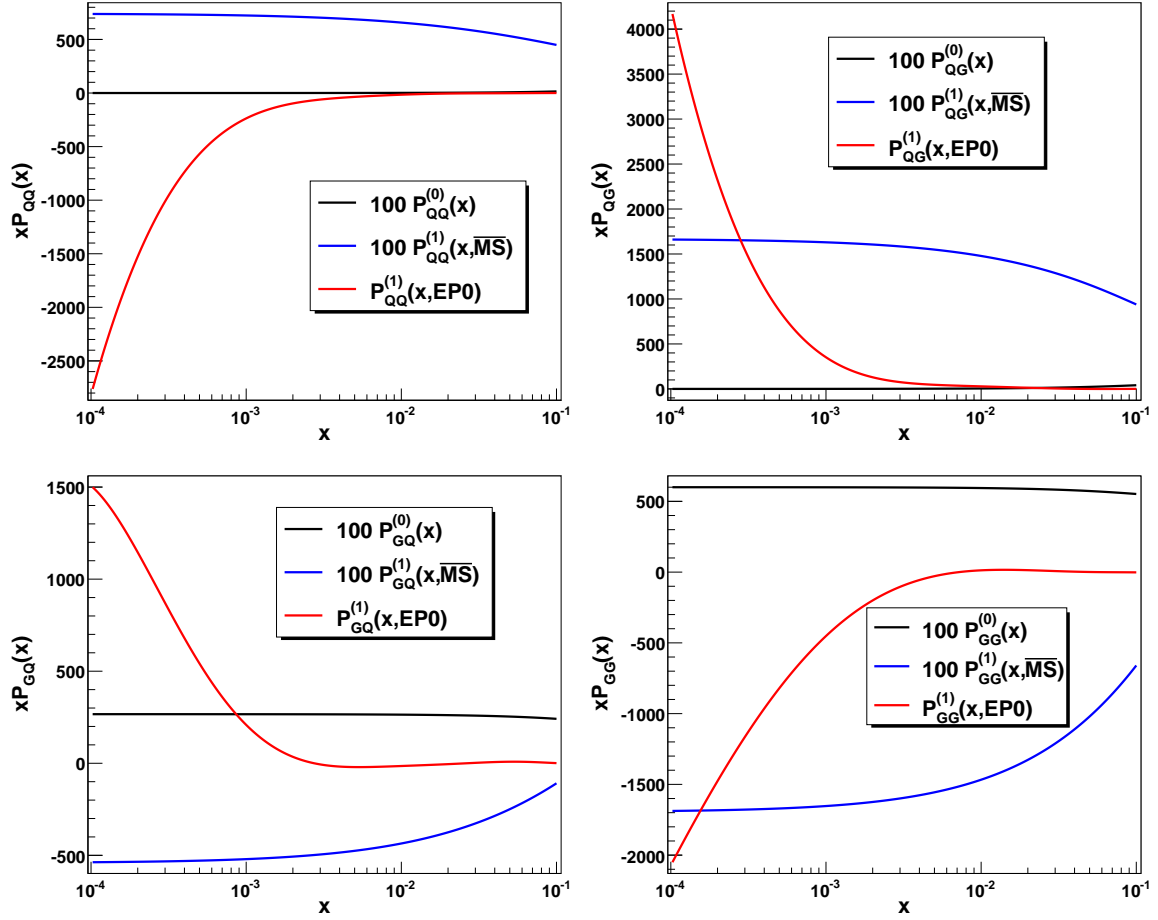 xP_QQ(x)
500
0
-500
-1000
-1500
-2000
-2500
100 P_QQ^(0)(x)
100 P_QQ^(1)(x,M̅S̅)
P_QQ^(1)(x,EP0)
10^-4 10^-3 10^-2 10^-1
x
xP_QG(x)
4000
3500
3000
2500
2000
1500
1000
500
0
100 P_QG^(0)(x)
100 P_QG^(1)(x,M̅S̅)
P_QG^(1)(x,EP0)
10^-4 10^-3 10^-2 10^-1
x
xP_GQ(x)
1500
1000
500
0
-500
100 P_GQ^(0)(x)
100 P_GQ^(1)(x,M̅S̅)
P_GQ^(1)(x,EP0)
10^-4 10^-3 10^-2 10^-1
x
xP_GG(x)
500
0
-500
-1000
-1500
-2000
100 P_GG^(0)(x)
100 P_GG^(1)(x,M̅S̅)
P_GG^(1)(x,EP0)
10^-4 10^-3 10^-2 10^-1
x